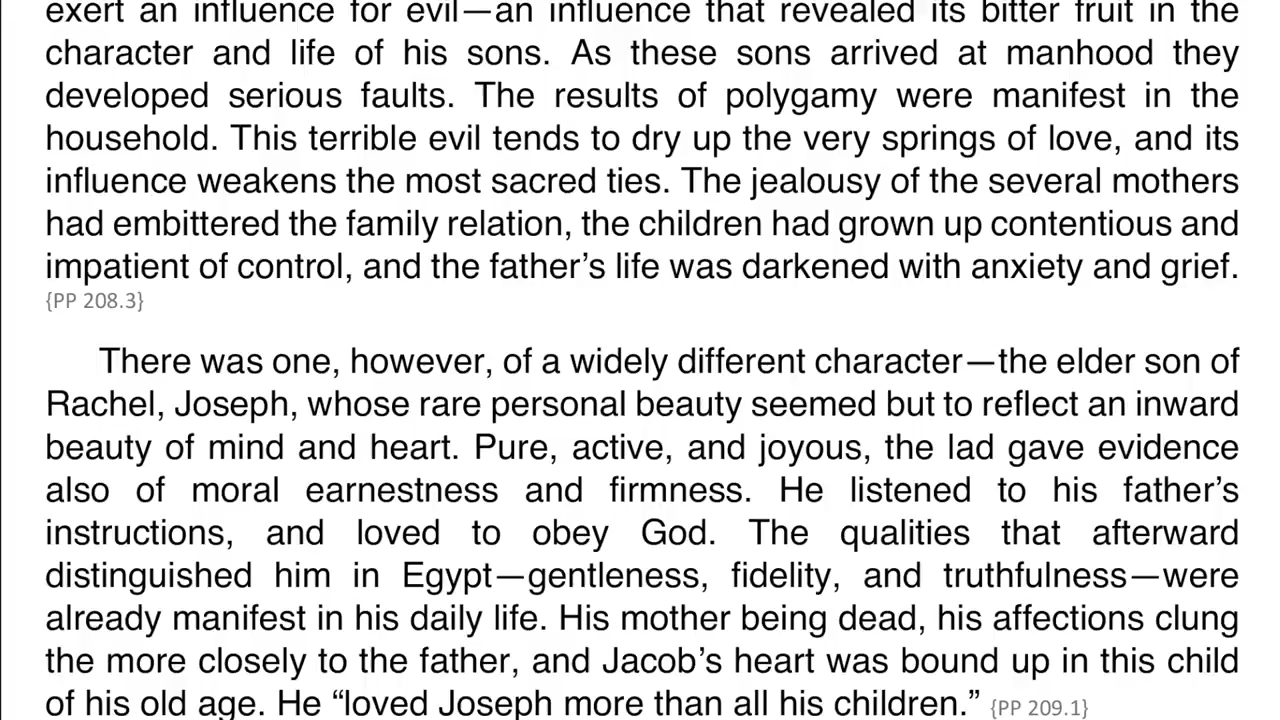 exert an influence for evil—an influence that revealed its bitter fruit in the
character and life of his sons. As these sons arrived at manhood they
developed serious faults. The results of polygamy were manifest in the
household. This terrible evil tends to dry up the very springs of love, and its
influence weakens the most sacred ties. The jealousy of the several mothers
had embittered the family relation, the children had grown up contentious and
impatient of control, and the father’s life was darkened with anxiety and grief.
{PP 208.3}
There was one, however, of a widely different character—the elder son of
Rachel, Joseph, whose rare personal beauty seemed but to reflect an inward
beauty of mind and heart. Pure, active, and joyous, the lad gave evidence
also of moral earnestness and firmness. He listened to his father’s
instructions, and loved to obey God. The qualities that afterward
distinguished him in Egypt—gentleness, fidelity, and truthfulness—were
already manifest in his daily life. His mother being dead, his affections clung
the more closely to the father, and Jacob’s heart was bound up in this child
of his old age. He “loved Joseph more than all his children.” {PP 209.1}